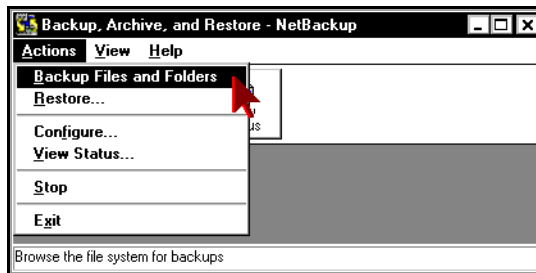 Backup, Archive, and Restore - NetBackup
Actions View Help
Backup Files and Folders
Restore...
Configure...
View Status...
Stop
Exit
Browse the file system for backups